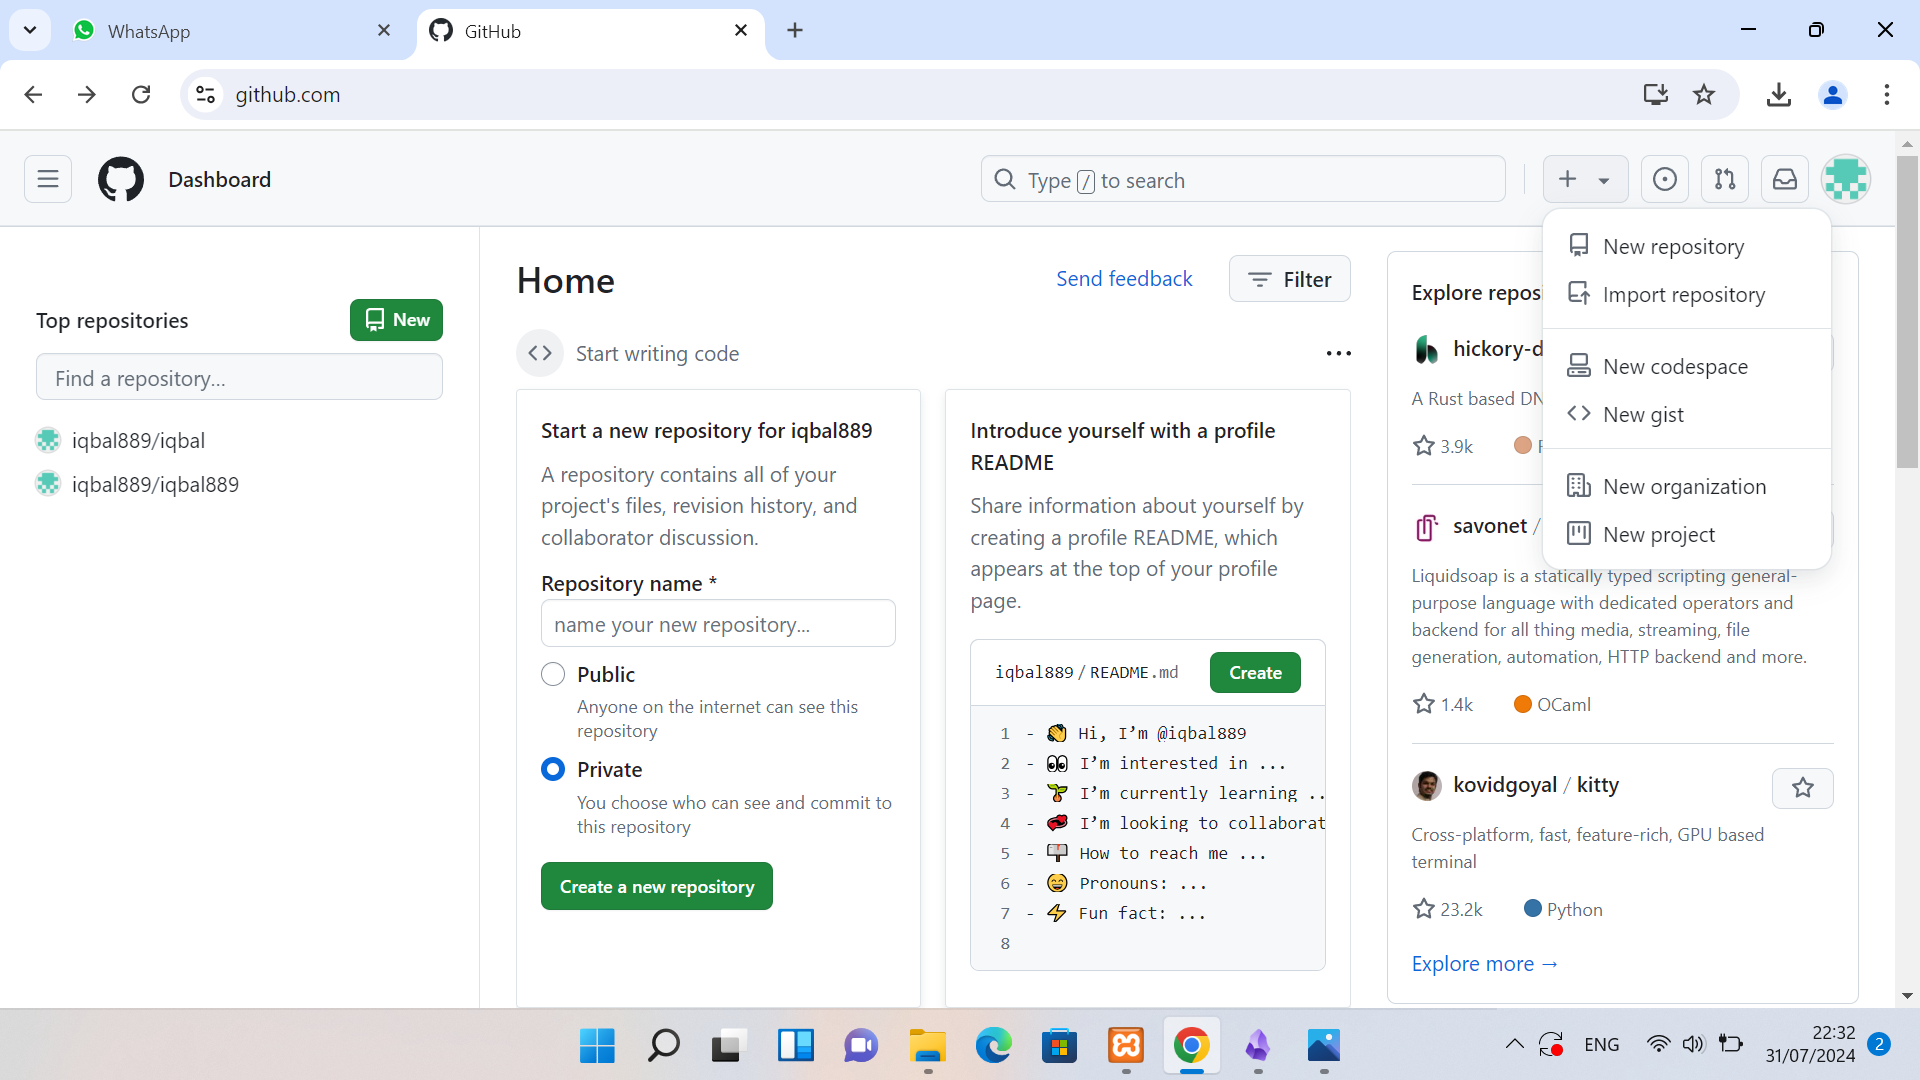 WhatsApp
GitHub
github.com
Dashboard
Type / to search
New repository
Import repository
New codespace
New gist
New organization
New project
Top repositories
New
Find a repository...
iqbal889/iqbal
iqbal889/iqbal889
Home
Send feedback
Filter
Start writing code
Start a new repository for iqbal889
A repository contains all of your
project's files, revision history, and
collaborator discussion.
Repository name *
name your new repository...
Public
Anyone on the internet can see this
repository
Private
You choose who can see and commit to
this repository
Create a new repository
Introduce yourself with a profile
README
Share information about yourself by
creating a profile README, which
appears at the top of your profile
page.
iqbal889 / README.md
Create
1 - 👋 Hi, I’m @iqbal889
2 - 👀 I’m interested in ...
3 - 🌱 I’m currently learning ..
4 - 💞️ I’m looking to collaborat
5 - 📫 How to reach me ...
6 - 😄 Pronouns: ...
7 - ⚡ Fun fact: ...
8
Explore repos
hickory-d
A Rust based DN
3.9k
savonet /
Liquidsoap is a statically typed scripting general-
purpose language with dedicated operators and
backend for all thing media, streaming, file
generation, automation, HTTP backend and more.
1.4k OCaml
kovidgoyal / kitty
Cross-platform, fast, feature-rich, GPU based
terminal
23.2k Python
Explore more →
ENG
22:32
31/07/2024
2